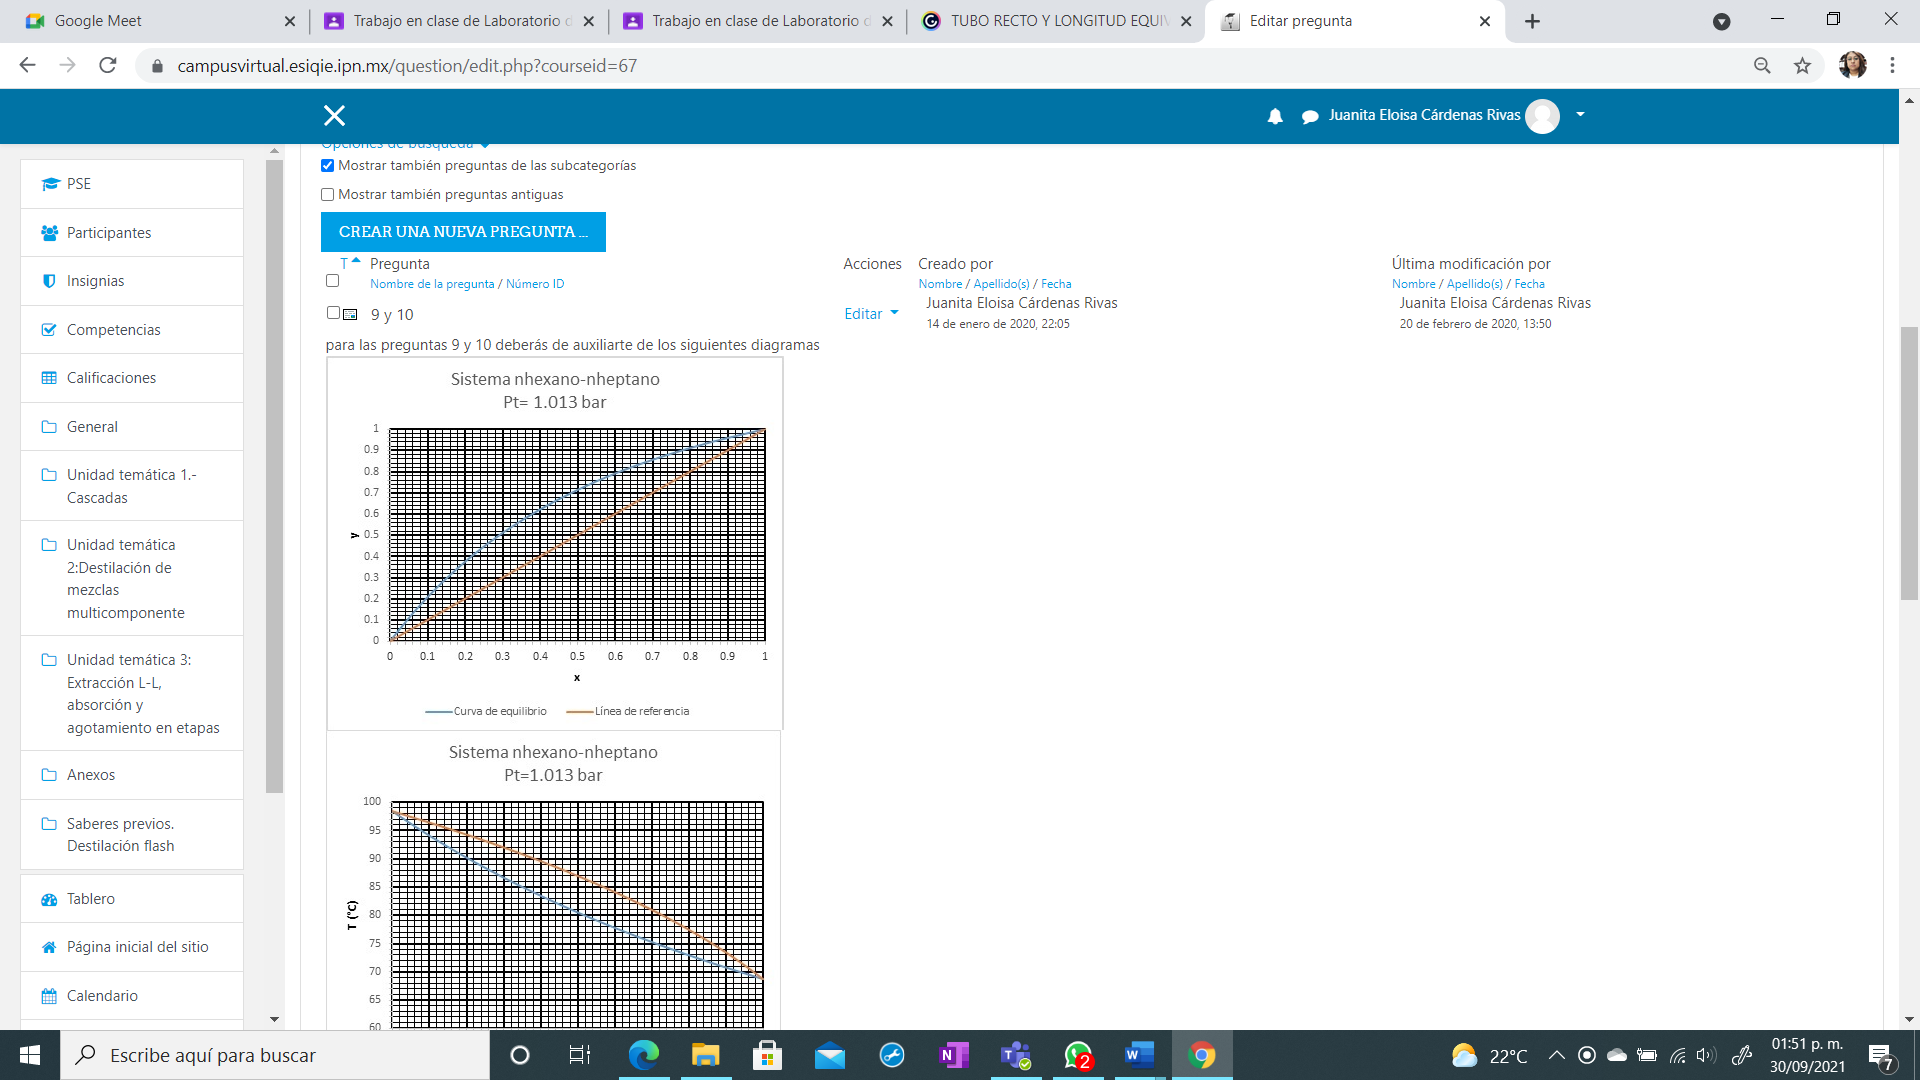 Google Meet
Trabajo en clase de Laboratorio d
Trabajo en clase de Laboratorio d
TUBO RECTO Y LONGITUD EQUIV
Editar pregunta
campusvirtual.esiqie.ipn.mx/question/edit.php?courseid=67
Juanita Eloisa Cárdenas Rivas
PSE
Participantes
Insignias
Competencias
Calificaciones
General
Unidad temática 1.-
Cascadas
Unidad temática
2:Destilación de
mezclas
multicomponente
Unidad temática 3:
Extracción L-L,
absorción y
agotamiento en etapas
Anexos
Saberes previos.
Destilación flash
Tablero
Página inicial del sitio
Calendario
Opciones de búsqueda
Mostrar también preguntas de las subcategorías
Mostrar también preguntas antiguas
CREAR UNA NUEVA PREGUNTA ...
T Pregunta Acciones Creado por Última modificación por
Nombre de la pregunta / Número ID Nombre / Apellido(s) / Fecha Nombre / Apellido(s) / Fecha
9 y 10 Editar Juanita Eloisa Cárdenas Rivas Juanita Eloisa Cárdenas Rivas
14 de enero de 2020, 22:05 20 de febrero de 2020, 13:50
para las preguntas 9 y 10 deberás de auxiliarte de los siguientes diagramas
Sistema nhexano-nheptano
Pt= 1.013 bar
1
0.9
0.8
0.7
0.6
0.5
0.4
0.3
0.2
0.1
0
y
0 0.1 0.2 0.3 0.4 0.5 0.6 0.7 0.8 0.9 1
x
Curva de equilibrio Línea de referencia
Sistema nhexano-nheptano
Pt=1.013 bar
100
95
90
85
80
75
70
65
60
T (°C)
Escribe aquí para buscar
2
22°C
01:51 p. m.
30/09/2021
7